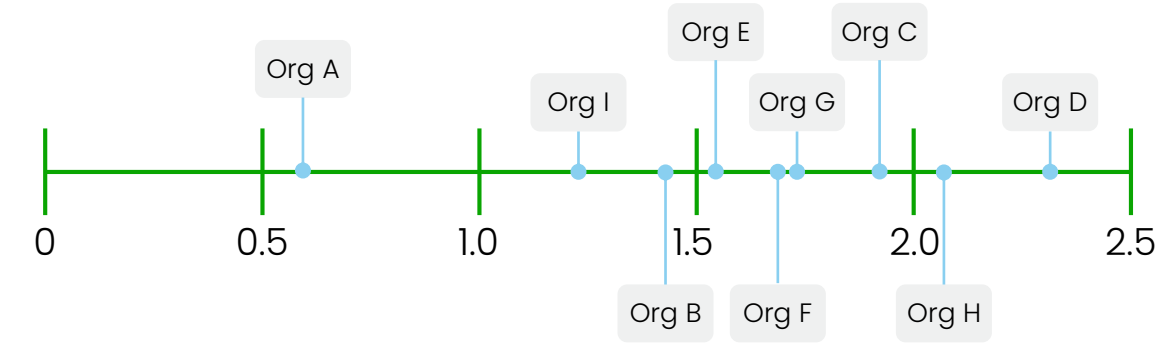 Org E
Org C
Org A
Org I
Org G
Org D
0
0.5
1.0
1.5
2.0
2.5
Org B
Org F
Org H